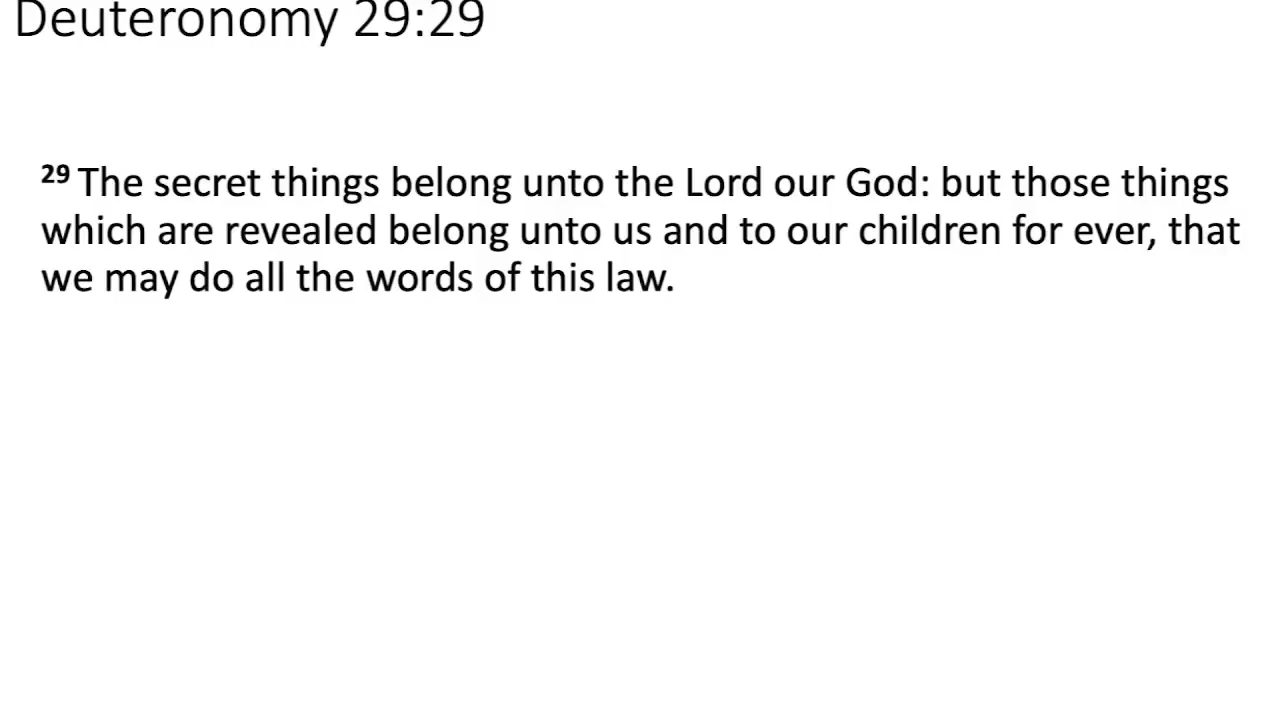 Deuteronomy 29:29
29 The secret things belong unto the Lord our God: but those things
which are revealed belong unto us and to our children for ever, that
we may do all the words of this law.